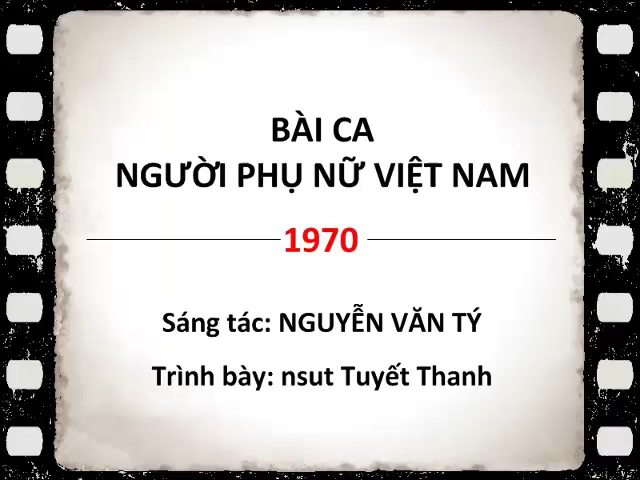 BÀI CA
NGƯỜI PHỤ NỮ VIỆT NAM
1970
Sáng tác: NGUYỄN VĂN TÝ
Trình bày: nsut Tuyết Thanh